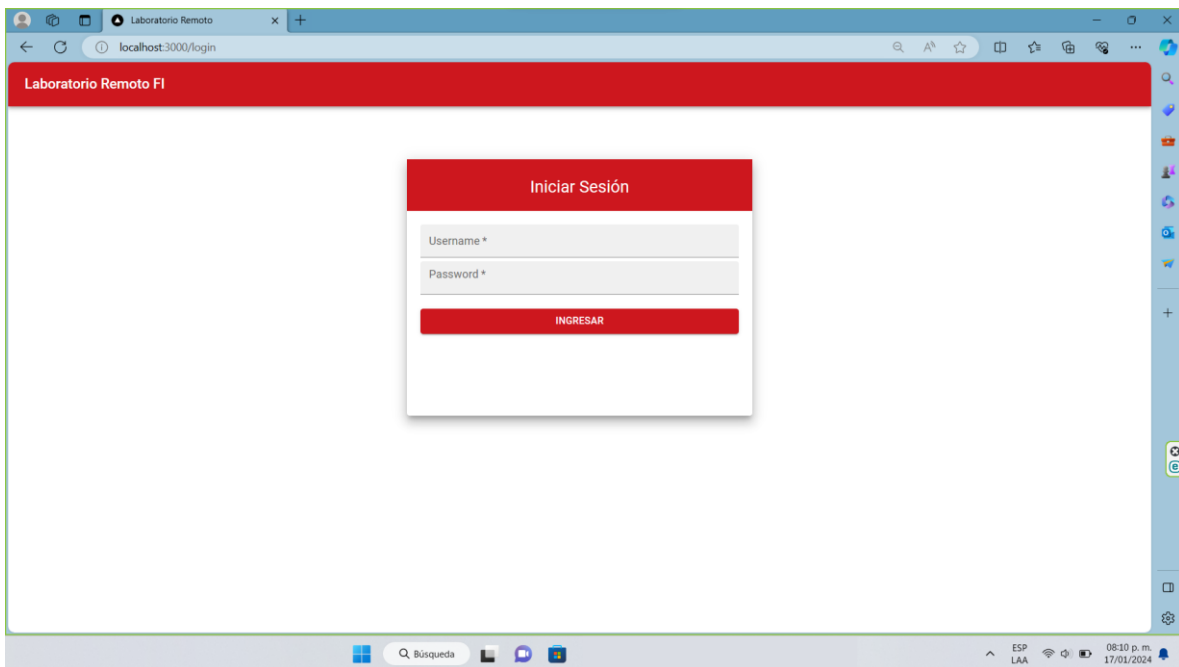 Laboratorio Remoto
localhost:3000/login
Laboratorio Remoto FI
Iniciar Sesión
Username *
Password *
INGRESAR
Búsqueda
ESP
LAA
08:10 p. m.
17/01/2024